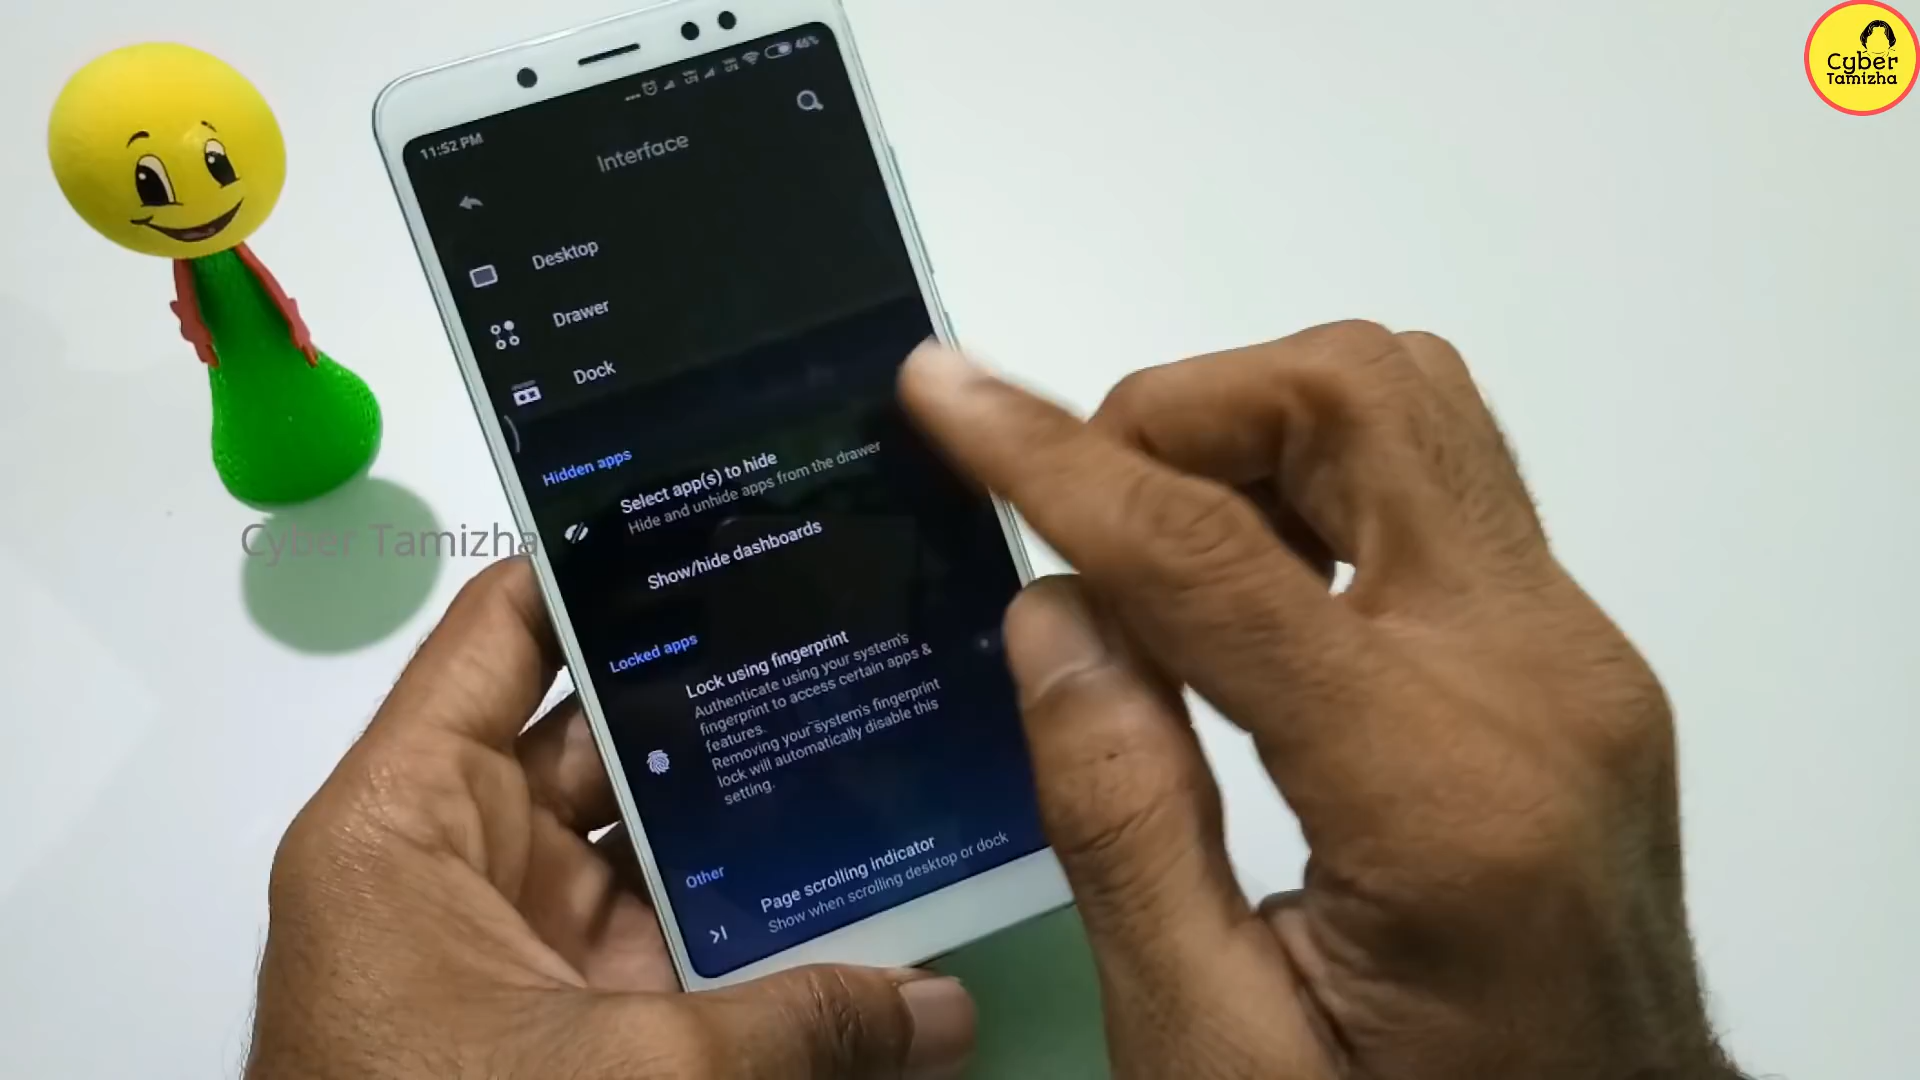 Cyber
Tamizha
46%
11:52 PM
Interface
Desktop
Drawer
Dock
Hidden apps
Select app(s) to hide
Hide and unhide apps from the drawer
Show/hide dashboards
Cyber Tamizha
Locked apps
Lock using fingerprint
Authenticate using your system's
fingerprint to access certain apps &
features.
Removing your system's fingerprint
lock will automatically disable this
setting.
Other
Page scrolling indicator
Show when scrolling desktop or dock